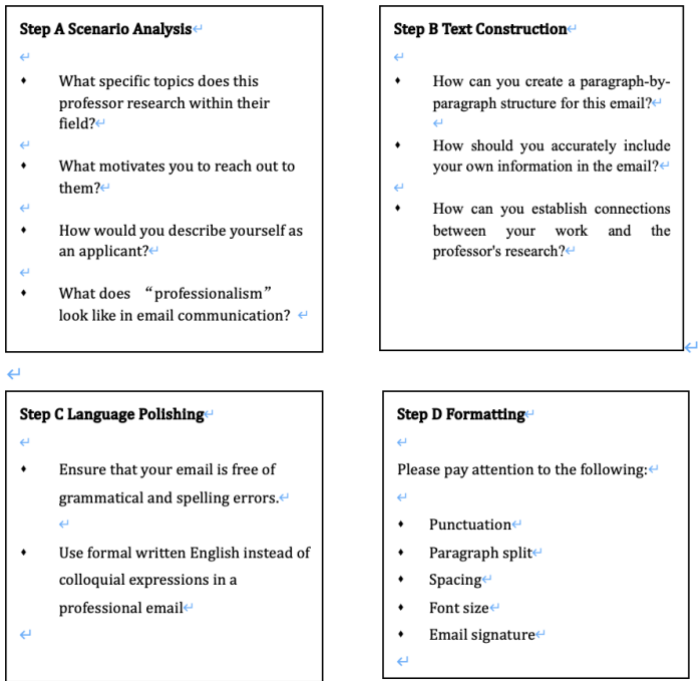 Step A Scenario Analysis
• What specific topics does this
professor research within their
field?
• What motivates you to reach out to
them?
• How would you describe yourself as
an applicant?
• What does “professionalism”
look like in email communication?
Step B Text Construction
• How can you create a paragraph-by-
paragraph structure for this email?
• How should you accurately include
your own information in the email?
• How can you establish connections
between your work and the
professor's research?
Step C Language Polishing
• Ensure that your email is free of
grammatical and spelling errors.
• Use formal written English instead of
colloquial expressions in a
professional email
Step D Formatting
Please pay attention to the following:
• Punctuation
• Paragraph split
• Spacing
• Font size
• Email signature